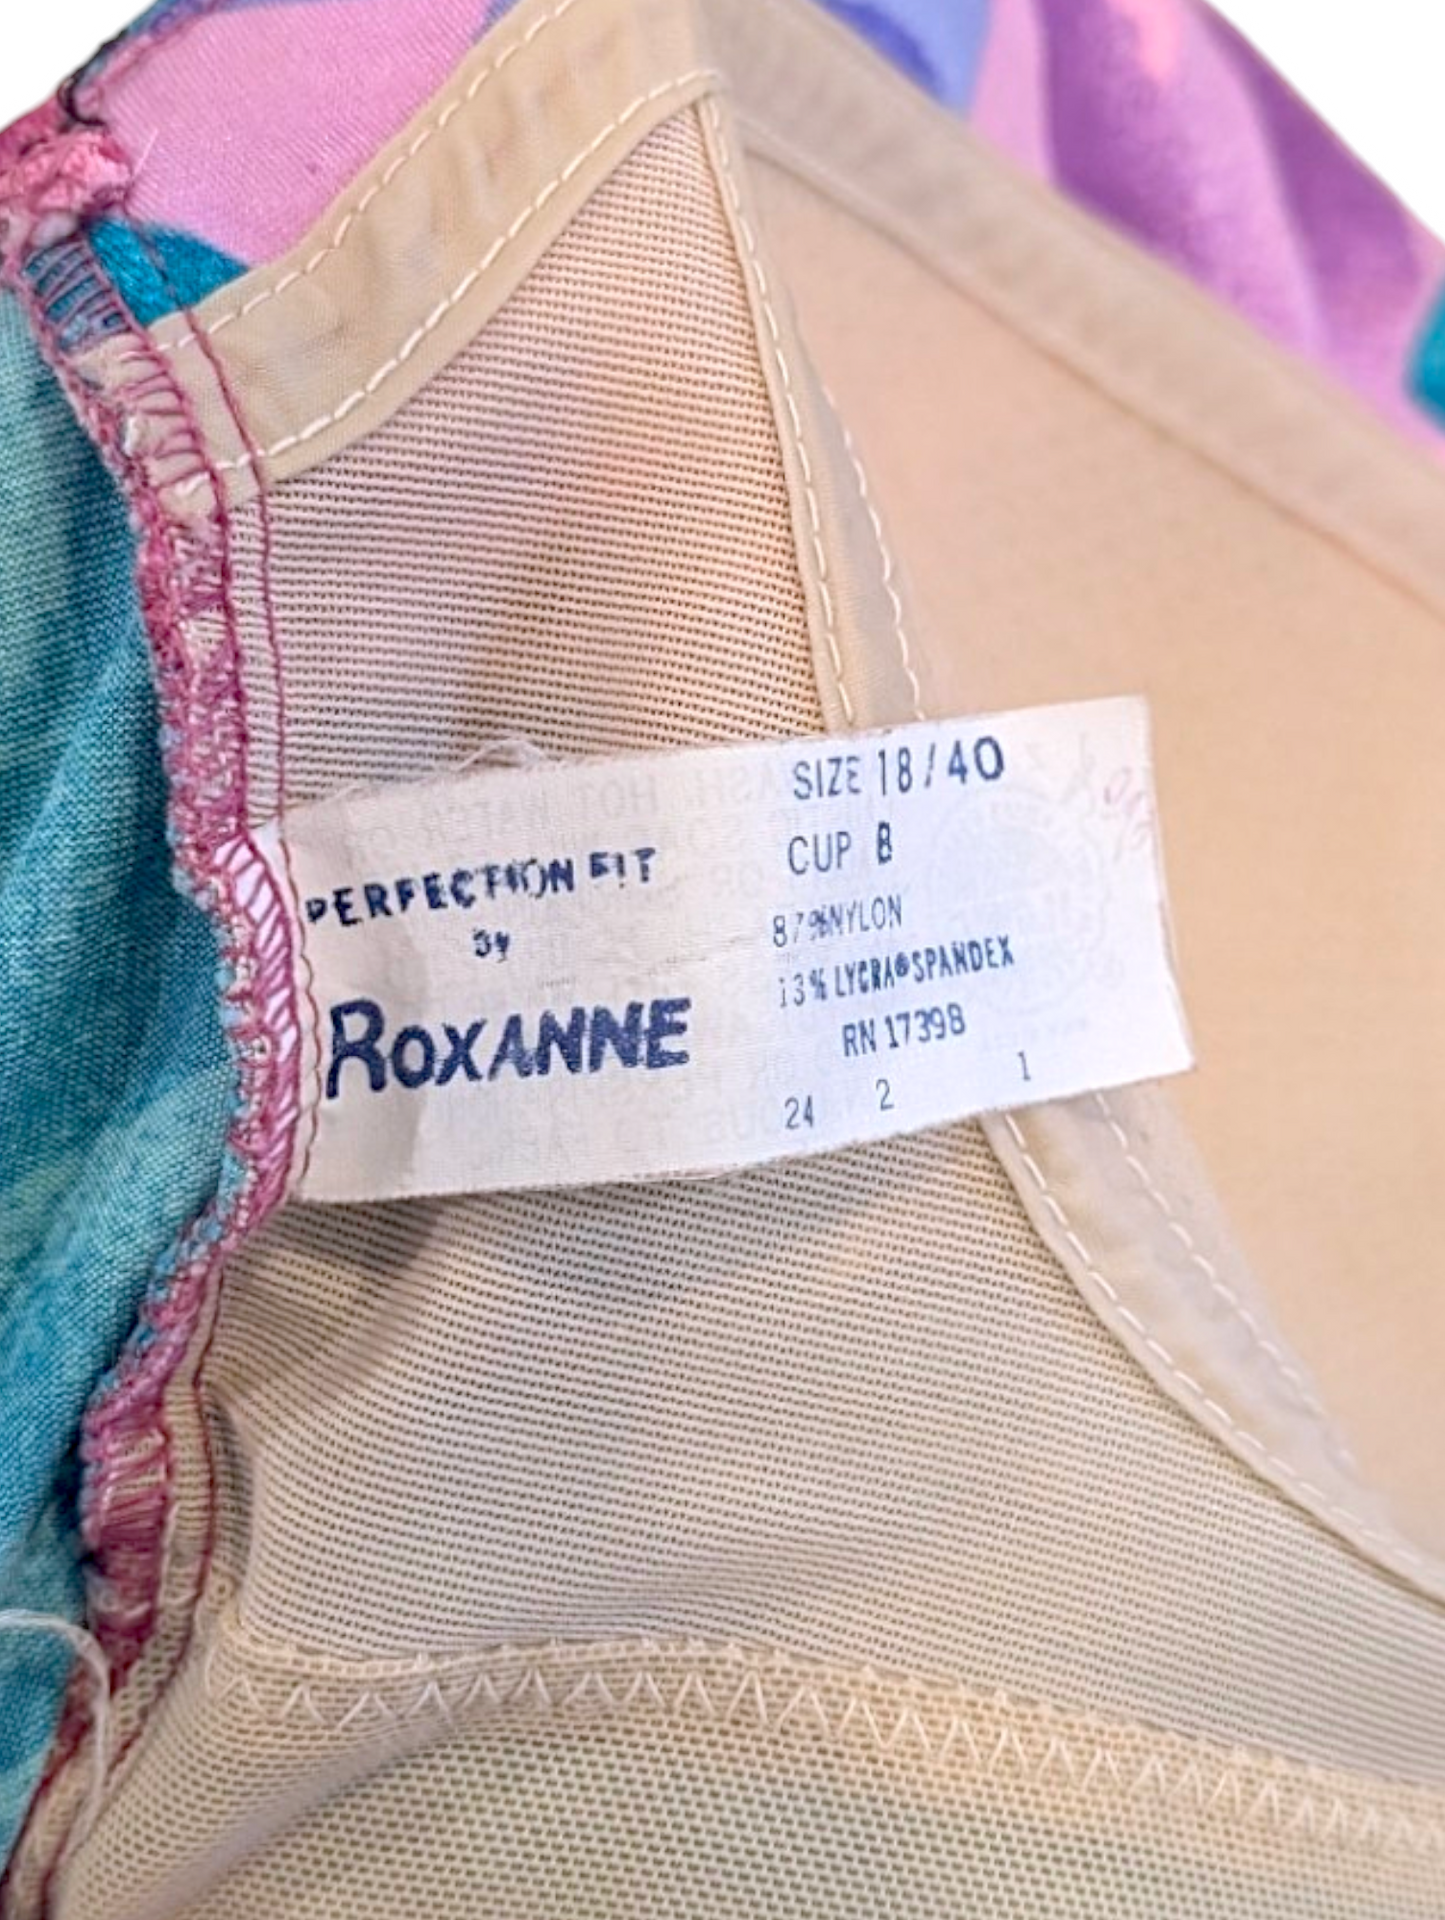 PERFECTION FIT
By
ROXANNE
SIZE 18/40
CUP B
87% NYLON
13% LYCRA® SPANDEX
RN 17398
24 2 1